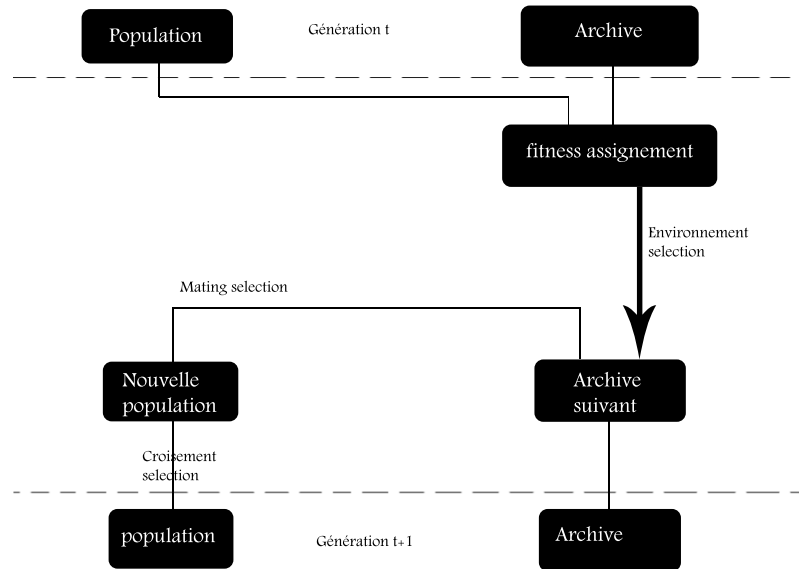 Population
Génération t
Archive
fitness assignement
Environnement
selection
Mating selection
Nouvelle
population
Archive
suivant
Croisement
selection
population
Génération t+1
Archive